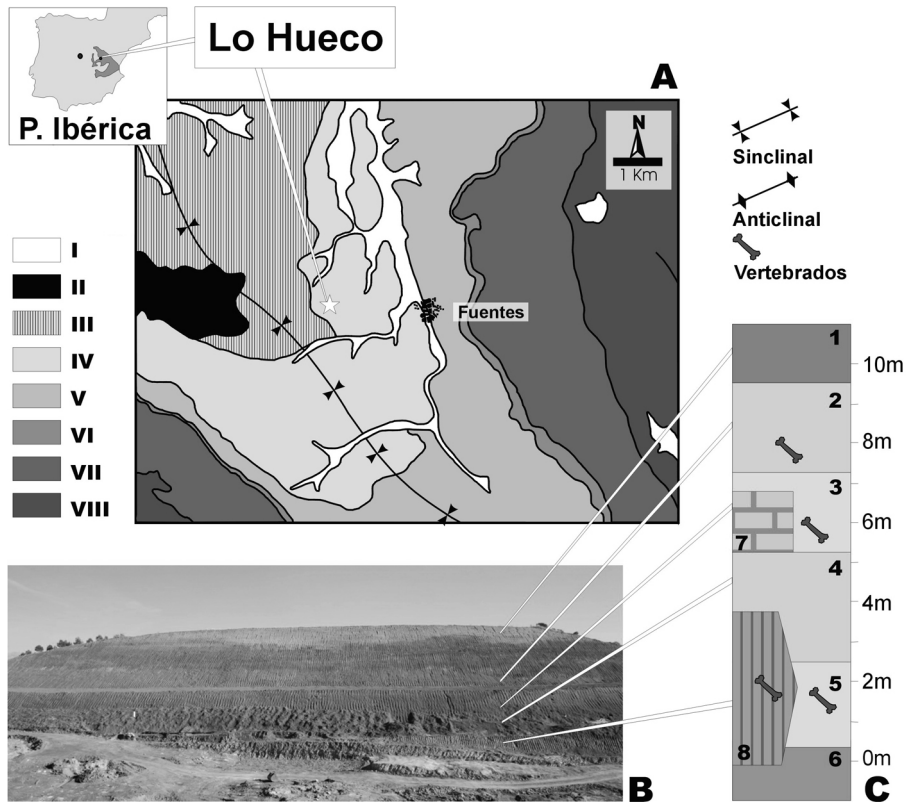 Lo Hueco
P. Ibérica
A
N
1 Km
Fuentes
I
II
III
IV
V
VI
VII
VIII
Sinclinal
Anticlinal
Vertebrados
1
2
3
7
4
5
8
6
10m
8m
6m
4m
2m
0m
B
C